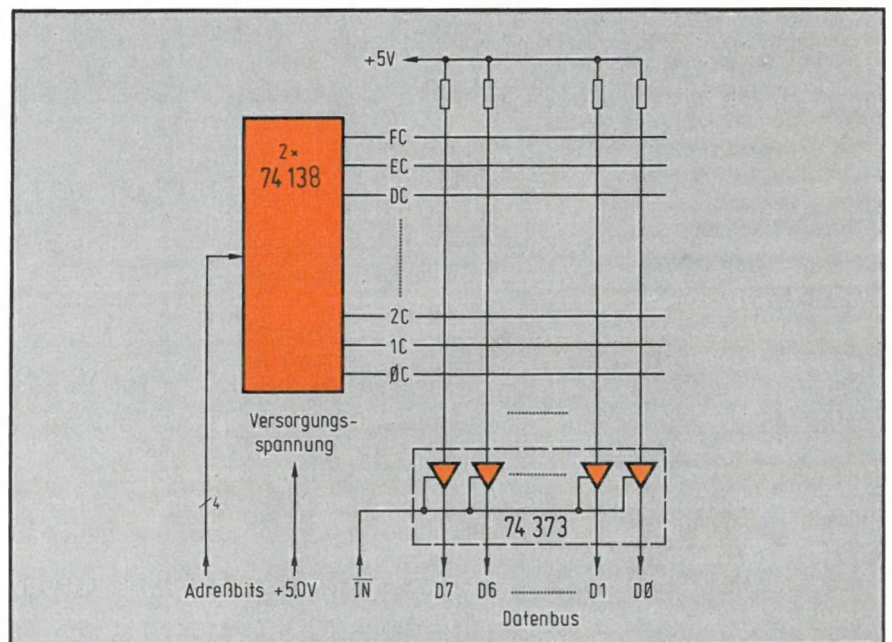 +5V
FC
EC
DC
2×
74 138
2C
1C
ØC
Versorgungs-
spannung
4
74 373
Adreßbits +5,0V IN D7 D6 D1 DØ
Datenbus